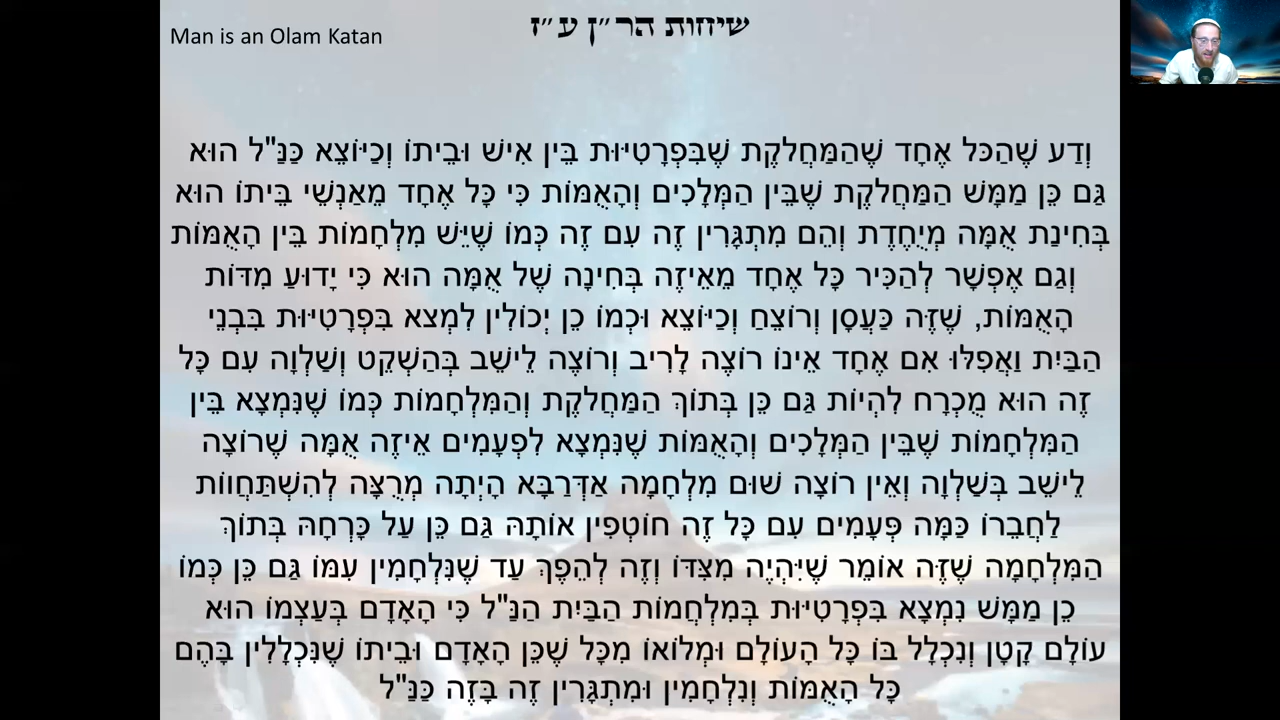 Man is an Olam Katan
שיחות הר״ן ע״ז
וְדַע שֶׁהַכֹּל אֶחָד שֶׁהַמַּחֲלֹקֶת שֶׁבִּפְרָטִיּוּת בֵּין אִישׁ וּבֵיתוֹ וְכַיּוֹצֵא כַּנַּ"ל הוּא
גַּם כֵּן מַמָּשׁ הַמַּחֲלֹקֶת שֶׁבֵּין הַמְּלָכִים וְהָאֻמּוֹת כִּי כָּל אֶחָד מֵאַנְשֵׁי בֵּיתוֹ הוּא
בְּחִינַת אֻמָּה מְיֻחֶדֶת וְהֵם מִתְגָּרִין זֶה עִם זֶה כְּמוֹ שֶׁיֵּשׁ מִלְחָמוֹת בֵּין הָאֻמּוֹת
וְגַם אֶפְשָׁר לְהַכִּיר כָּל אֶחָד מֵאֵיזֶה בְּחִינָה שֶׁל אֻמָּה הוּא כִּי יָדוּעַ מִדּוֹת
הָאֻמּוֹת, שֶׁזֶּה כַּעֲסָן וְרוֹצֵחַ וְכַיּוֹצֵא וּכְמוֹ כֵן יְכוֹלִין לִמְצֹא בִּפְרָטִיּוּת בִּבְנֵי
הַבַּיִת וַאֲפִלּוּ אִם אֶחָד אֵינוֹ רוֹצֶה לָרִיב וְרוֹצֶה לֵישֵׁב בְּהַשְׁקֵט וְשַׁלְוָה עִם כָּל
זֶה הוּא מֻכְרָח לִהְיוֹת גַּם כֵּן בְּתוֹךְ הַמַּחֲלֹקֶת וְהַמִּלְחָמוֹת כְּמוֹ שֶׁנִּמְצָא בֵּין
הַמִּלְחָמוֹת שֶׁבֵּין הַמְּלָכִים וְהָאֻמּוֹת שֶׁנִּמְצָא לִפְעָמִים אֵיזֶה אֻמָּה שֶׁרוֹצָה
לֵישֵׁב בְּשַׁלְוָה וְאֵין רוֹצָה שׁוּם מִלְחָמָה אַדְּרַבָּא הָיְתָה מְרֻצָּה לְהִשְׁתַּחֲווֹת
לַחֲבֵרוֹ כַּמָּה פְּעָמִים עִם כָּל זֶה חוֹטְפִין אוֹתָהּ גַּם כֵּן עַל כָּרְחָהּ בְּתוֹךְ
הַמִּלְחָמָה שֶׁזֶּה אוֹמֵר שֶׁיִּהְיֶה מִצִּדּוֹ וְזֶה לְהֵפֶךְ עַד שֶׁנִּלְחָמִין עִמּוֹ גַּם כֵּן כְּמוֹ
כֵן מַמָּשׁ נִמְצָא בִּפְרָטִיּוּת בְּמִלְחֲמוֹת הַבַּיִת הַנַּ"ל כִּי הָאָדָם בְּעַצְמוֹ הוּא
עוֹלָם קָטָן וְנִכְלָל בּוֹ כָּל הָעוֹלָם וּמְלוֹאוֹ מִכָּל שֶׁכֵּן הָאָדָם וּבֵיתוֹ שֶׁנִּכְלָלִין בָּהֶם
כָּל הָאֻמּוֹת וְנִלְחָמִין וּמִתְגָּרִין זֶה בָּזֶה כַּנַּ"ל